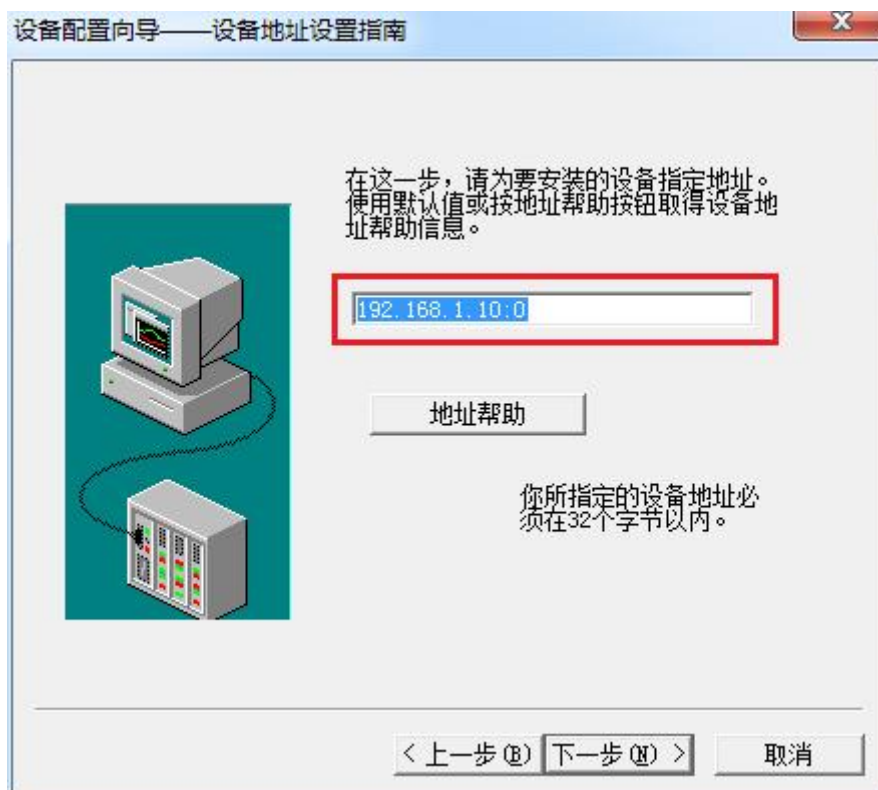 设备配置向导——设备地址设置指南
在这一步，请为要安装的设备指定地址。
使用默认值或按地址帮助按钮取得设备地
址帮助信息。
192.168.1.10:0
地址帮助
你所指定的设备地址必
须在32个字节以内。
<上一步(B) 下一步(N)> 取消